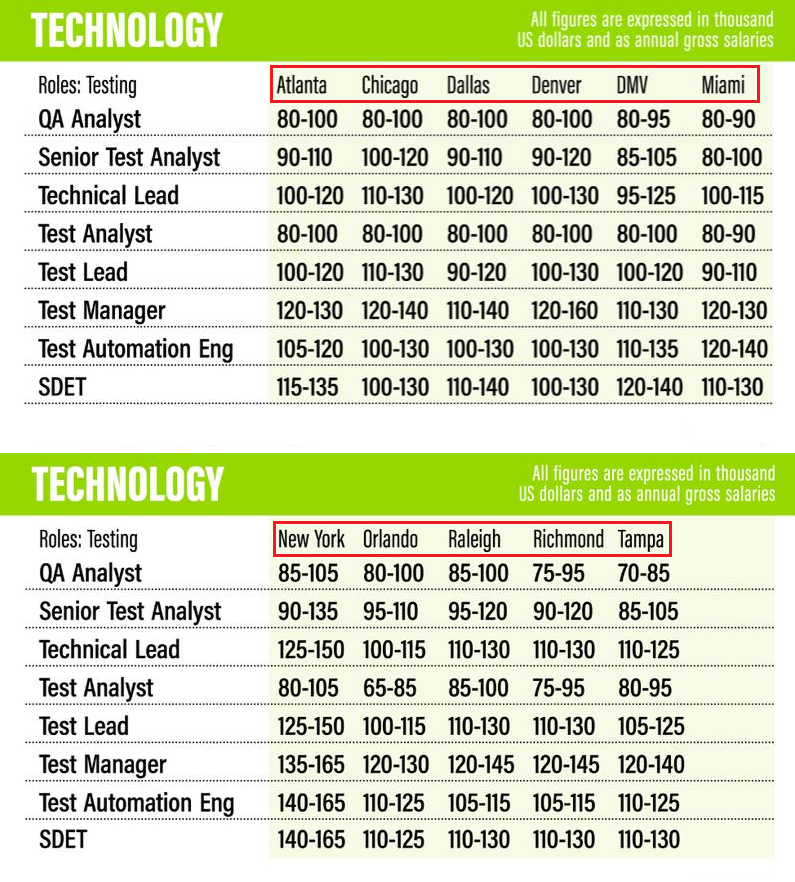 TECHNOLOGY
All figures are expressed in thousand
US dollars and as annual gross salaries
Roles: Testing Atlanta Chicago Dallas Denver DMV Miami
QA Analyst 80-100 80-100 80-100 80-100 80-95 80-90
Senior Test Analyst 90-110 100-120 90-110 90-120 85-105 80-100
Technical Lead 100-120 110-130 100-120 100-130 95-125 100-115
Test Analyst 80-100 80-100 80-100 80-100 80-100 80-90
Test Lead 100-120 110-130 90-120 100-130 100-120 90-110
Test Manager 120-130 120-140 110-140 120-160 110-130 120-130
Test Automation Eng 105-120 100-130 100-130 100-130 110-135 120-140
SDET 115-135 100-130 110-140 100-130 120-140 110-130
TECHNOLOGY
All figures are expressed in thousand
US dollars and as annual gross salaries
Roles: Testing New York Orlando Raleigh Richmond Tampa
QA Analyst 85-105 80-100 85-100 75-95 70-85
Senior Test Analyst 90-135 95-110 95-120 90-120 85-105
Technical Lead 125-150 100-115 110-130 110-130 110-125
Test Analyst 80-105 65-85 85-100 75-95 80-95
Test Lead 125-150 100-115 110-130 110-130 105-125
Test Manager 135-165 120-130 120-145 120-145 120-140
Test Automation Eng 140-165 110-125 105-115 105-115 110-125
SDET 140-165 110-125 110-130 110-130 110-130